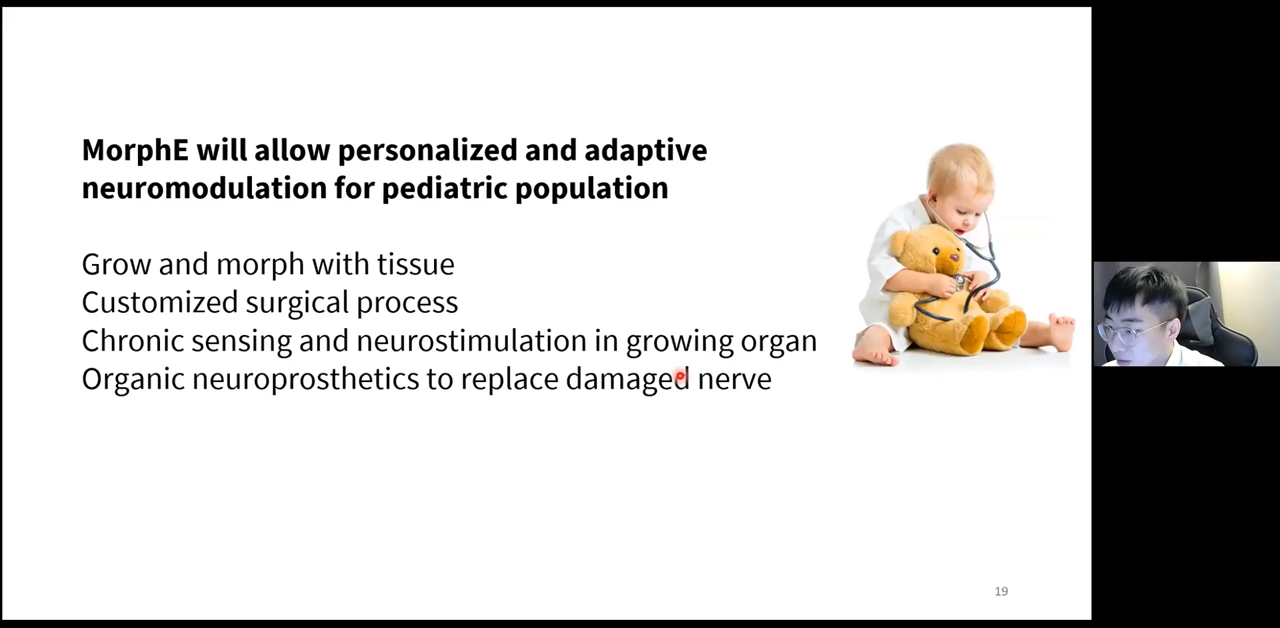 MorphE will allow personalized and adaptive
neuromodulation for pediatric population
Grow and morph with tissue
Customized surgical process
Chronic sensing and neurostimulation in growing organ
Organic neuroprosthetics to replace damaged nerve
19